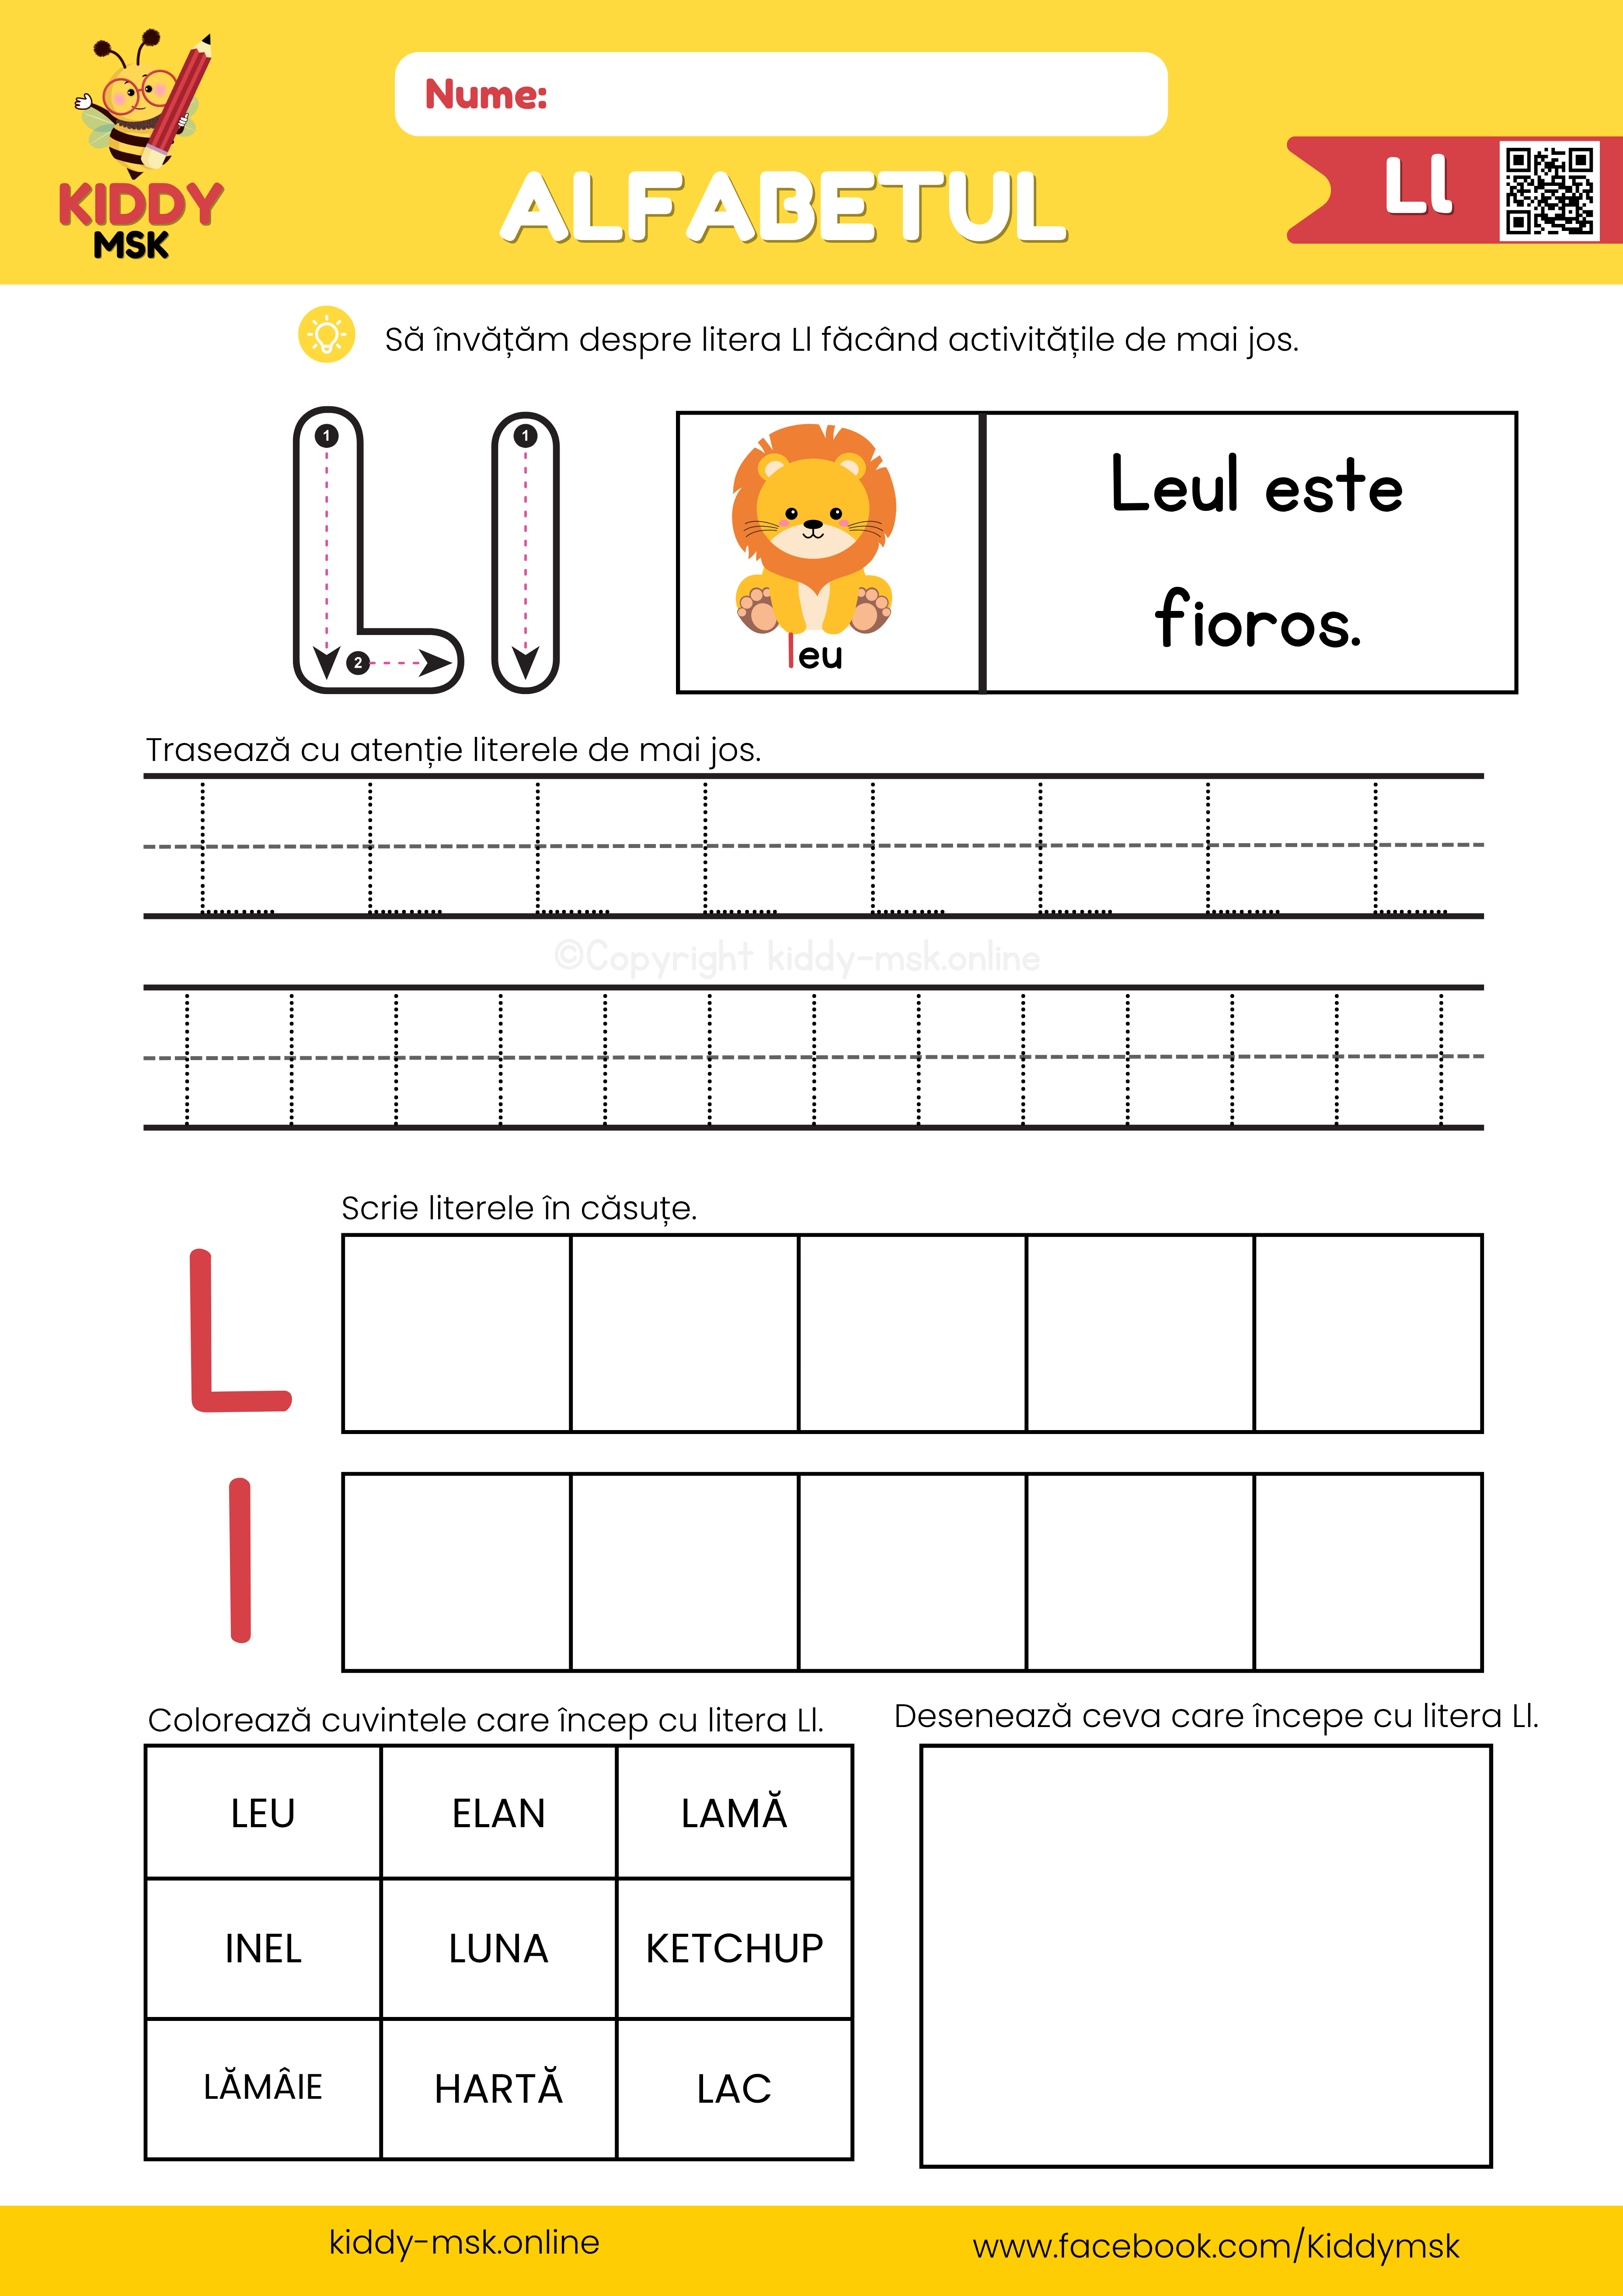 Nume:
KIDDY
MSK
ALFABETUL
Ll
Să învățăm despre litera Ll făcând activitățile de mai jos.
1
2
1
leu
Leul este
fioros.
Trasează cu atenție literele de mai jos.
L L L L L L L L
©Copyright kiddy-msk.online
l l l l l l l l l l l l l
Scrie literele în căsuțe.
L
l
Colorează cuvintele care încep cu litera Ll.
LEU ELAN LAMĂ
INEL LUNA KETCHUP
LĂMÂIE HARTĂ LAC
Desenează ceva care începe cu litera Ll.
kiddy-msk.online
www.facebook.com/Kiddymsk